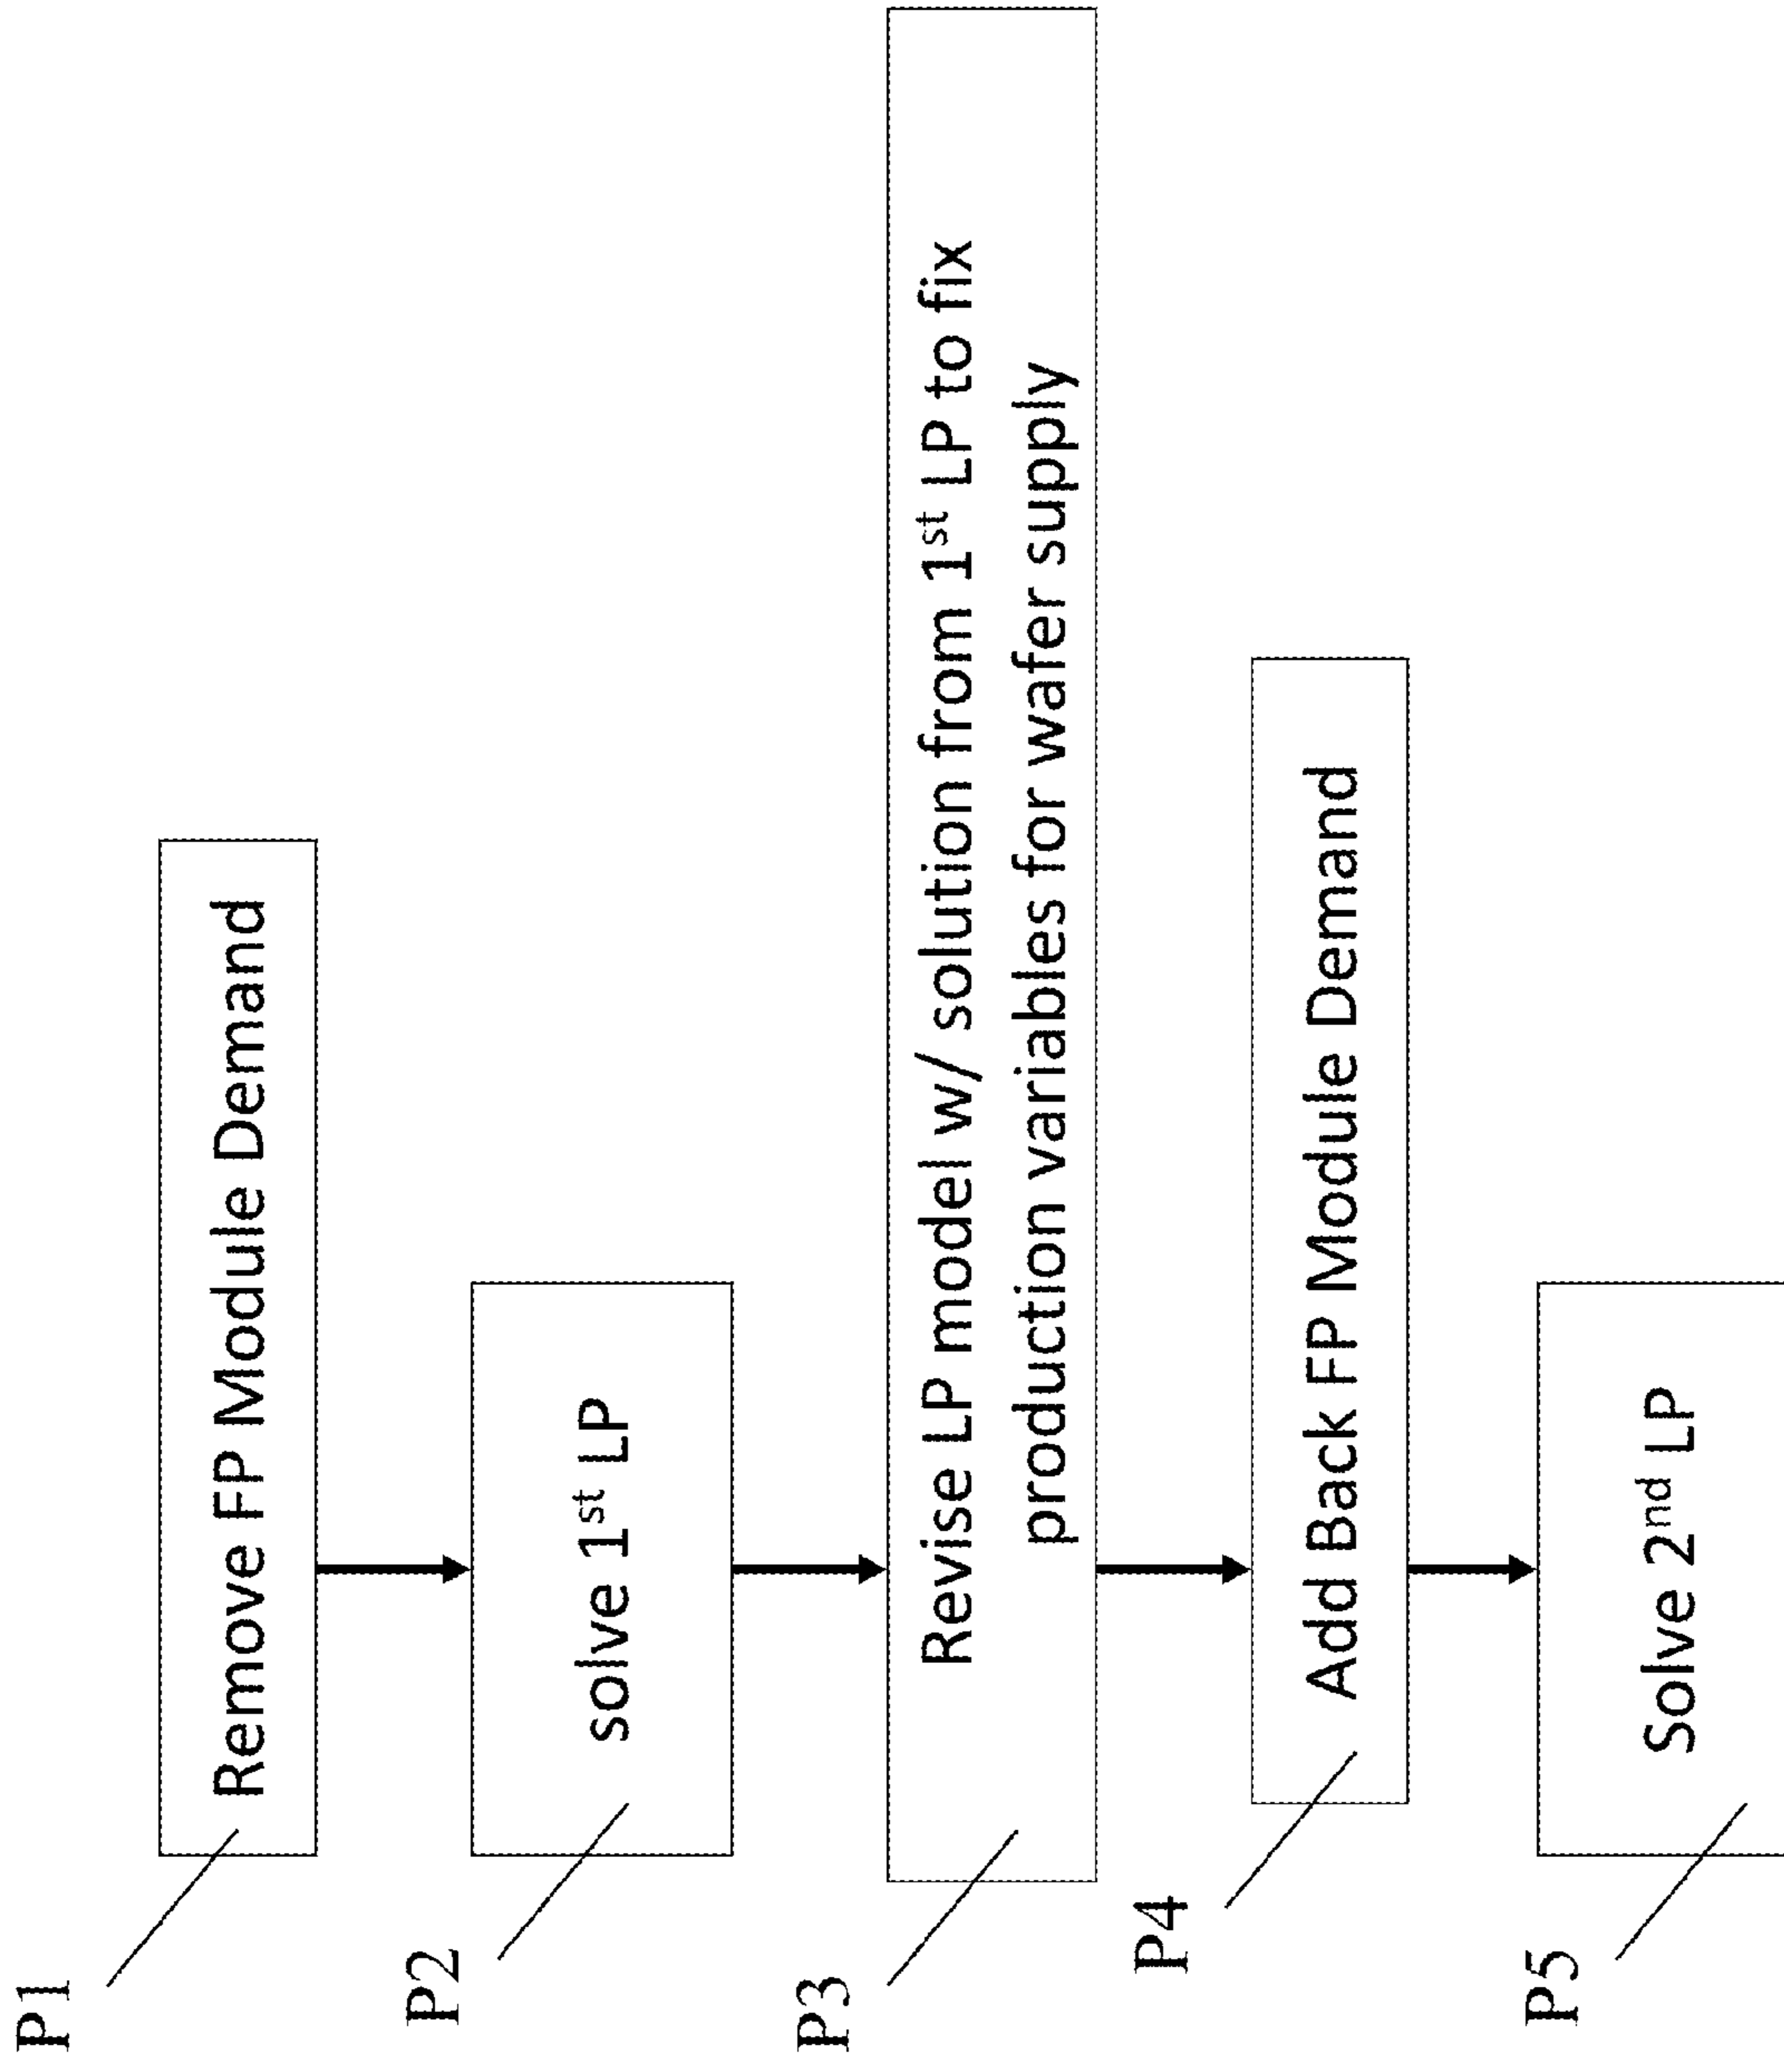 P1
Remove FP Module Demand
P2
solve 1st LP
P3
Revise LP model w/ solution from 1st LP to fix
production variables for wafer supply
P4
Add Back FP Module Demand
P5
Solve 2nd LP